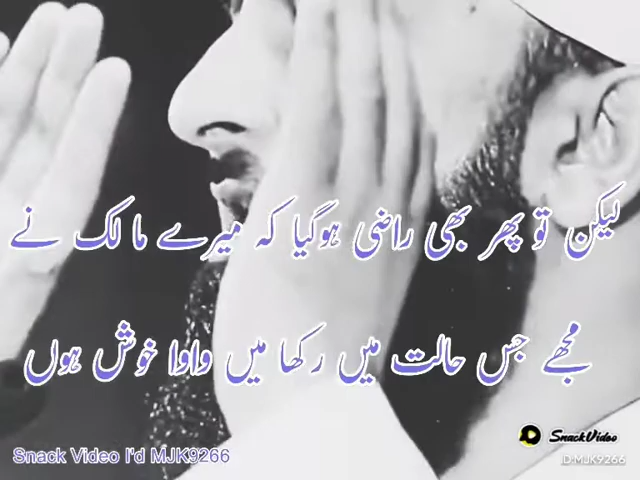 لیکن تو پھر بھی راضی ہوگیا کہ میرے مالک نے
مجھے جس حالت میں رکھا میں واوا خوش ہوں
SnackVideo
ID:MJK9266
Snack Video I'd MJK9266